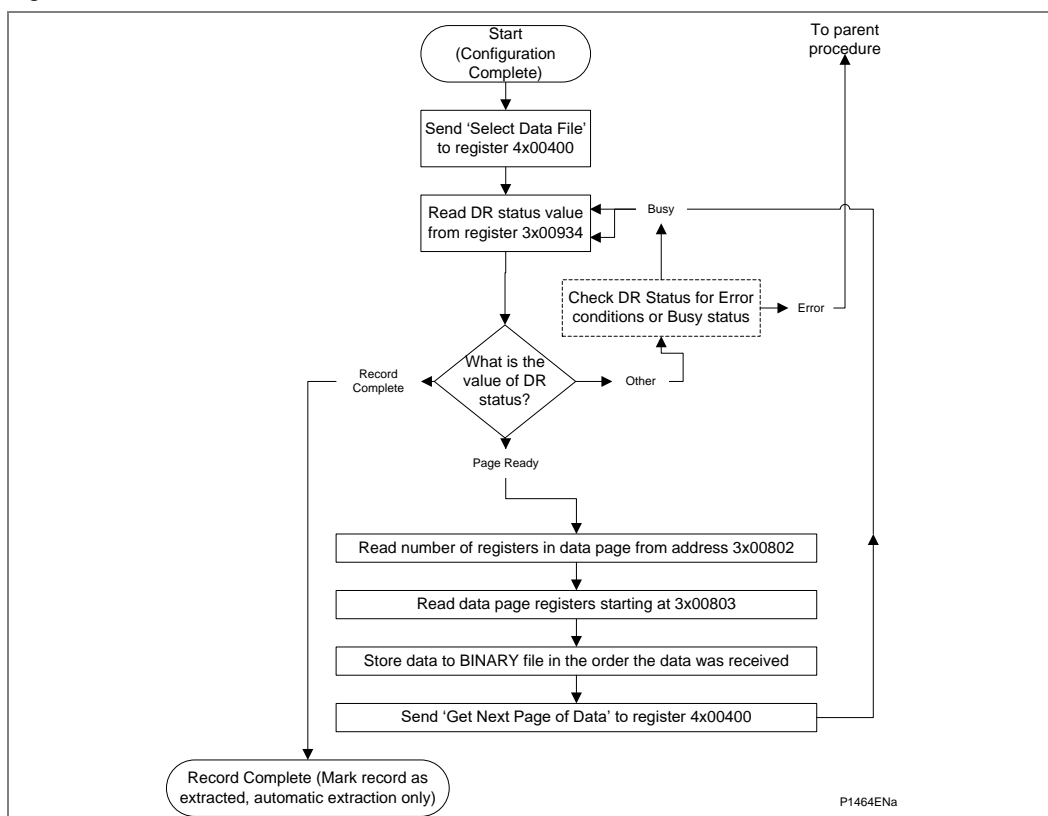 Start
(Configuration
Complete)
To parent
procedure
Send ‘Select Data File’
to register 4x00400
Read DR status value
from register 3x00934
Busy
Check DR Status for Error
conditions or Busy status
Error
What is the
value of DR
status?
Record
Complete
Other
Page Ready
Read number of registers in data page from address 3x00802
Read data page registers starting at 3x00803
Store data to BINARY file in the order the data was received
Send ‘Get Next Page of Data’ to register 4x00400
Record Complete (Mark record as
extracted, automatic extraction only)
P1464ENa